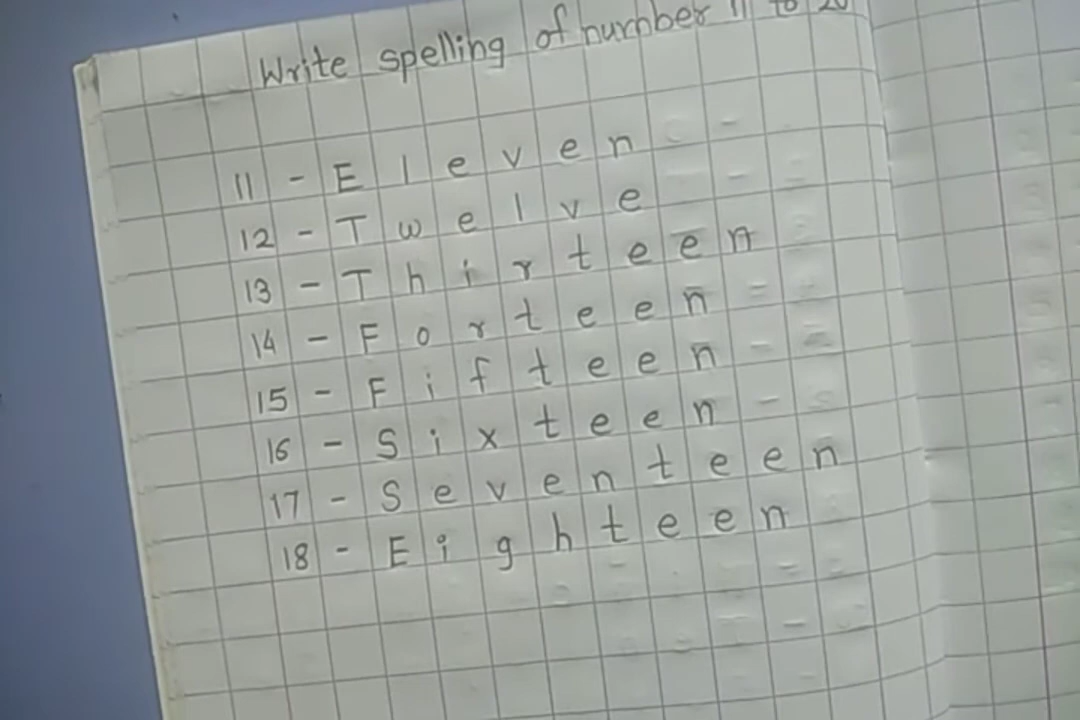 Write spelling of number 11 to 20
11 - Eleven
12 - Twelve
13 - Thirteen
14 - Forteen
15 - Fifteen
16 - Sixteen
17 - Seventeen
18 - Eighteen